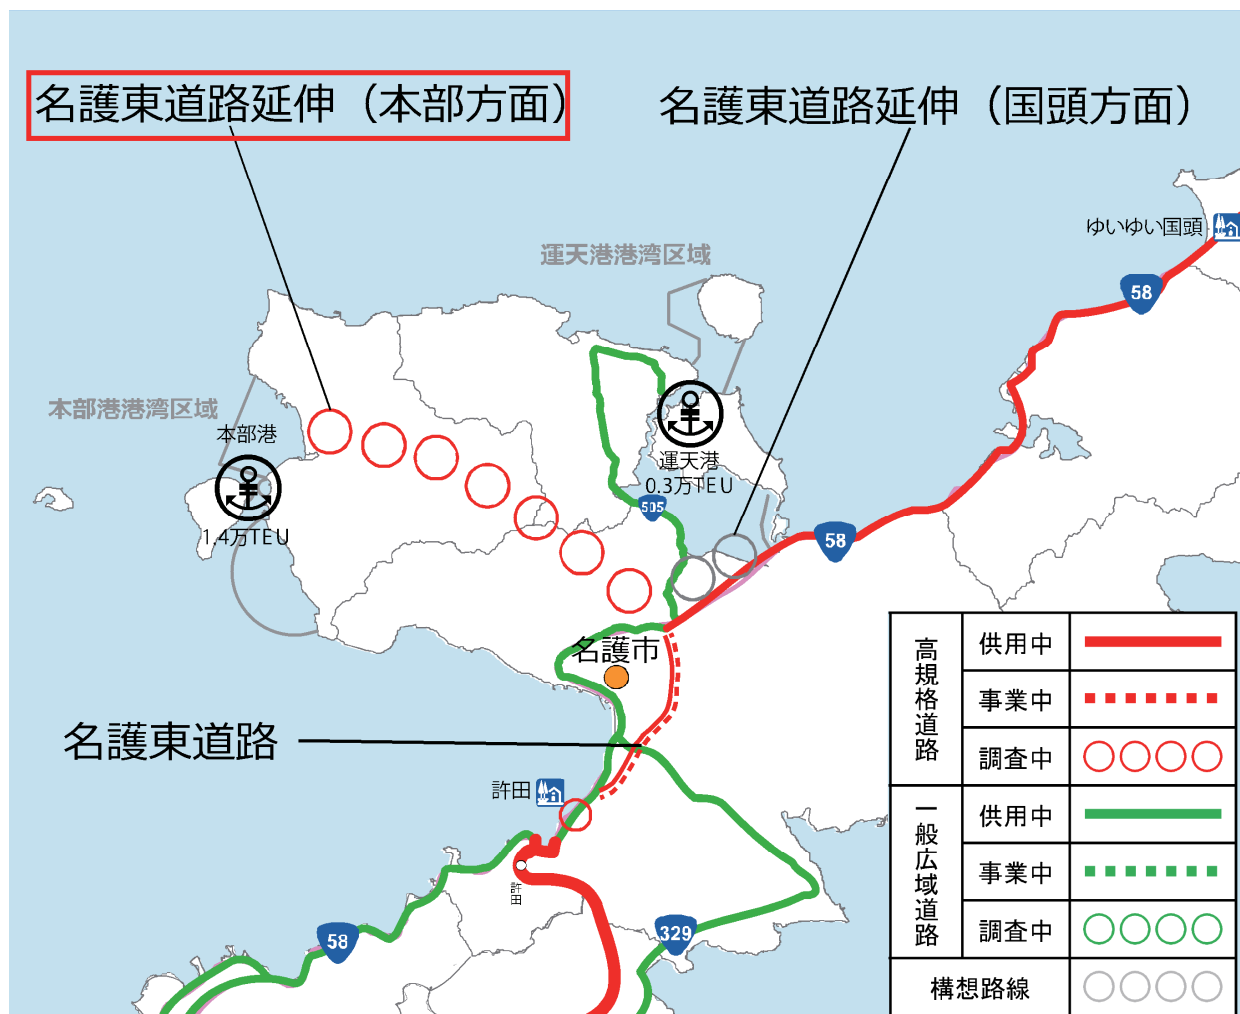 名護東道路延伸（本部方面）
名護東道路延伸（国頭方面）
ゆいゆい国頭
運天港港湾区域
58
本部港港湾区域
本部港
1.4万TEU
運天港
0.3万TEU
505
58
名護市
名護東道路
許田
許田
58
329
高規格道路
供用中
事業中
調査中
一般広域道路
供用中
事業中
調査中
構想路線